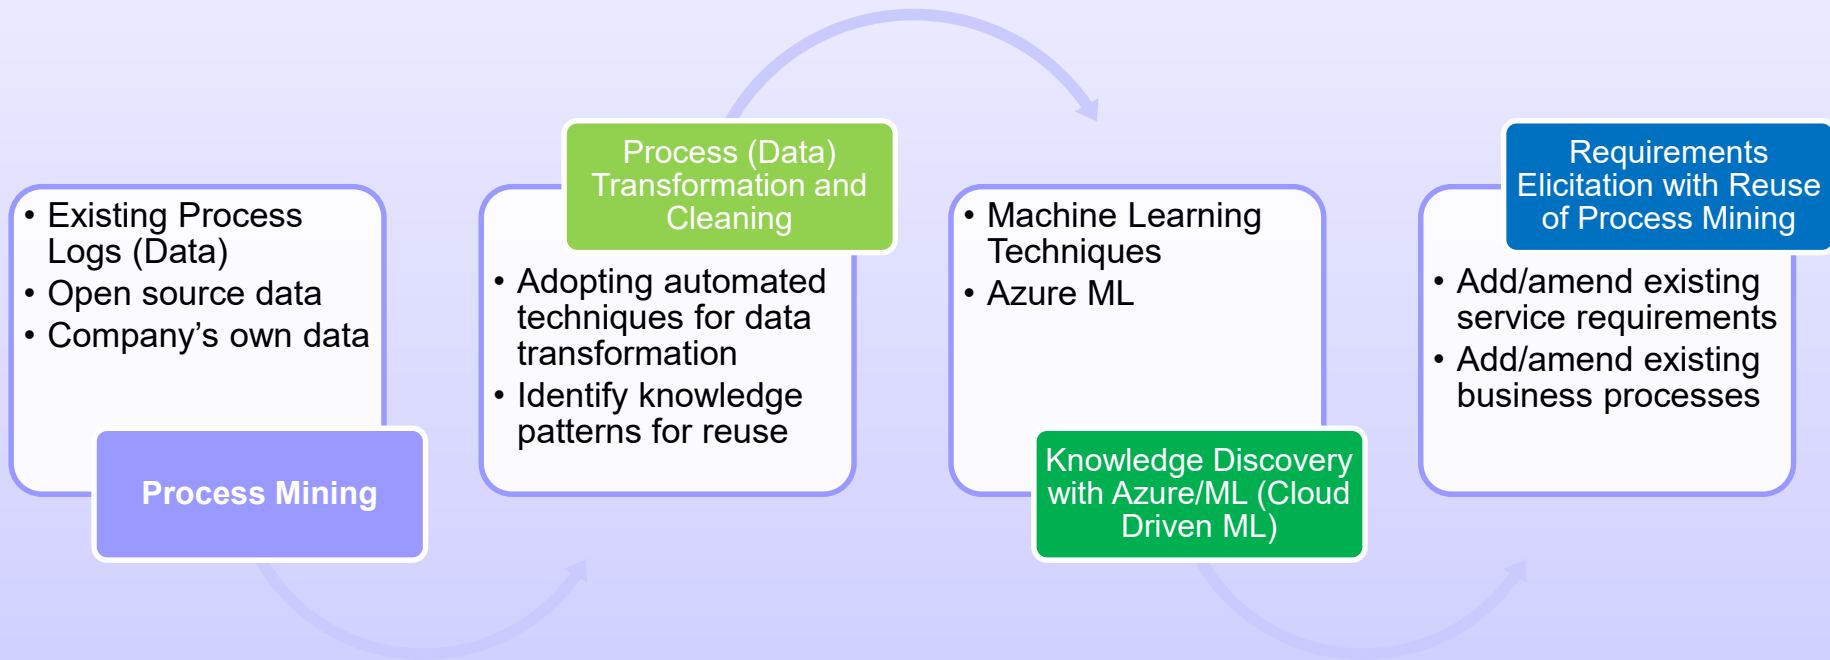 • Existing Process
Logs (Data)
• Open source data
• Company’s own data
Process Mining
Process (Data)
Transformation and
Cleaning
• Adopting automated
techniques for data
transformation
• Identify knowledge
patterns for reuse
• Machine Learning
Techniques
• Azure ML
Knowledge Discovery
with Azure/ML (Cloud
Driven ML)
Requirements
Elicitation with Reuse
of Process Mining
• Add/amend existing
service requirements
• Add/amend existing
business processes